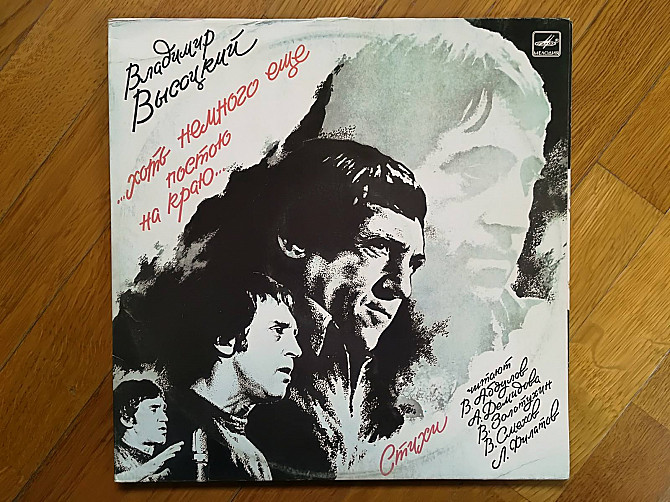 Владимир
Высоцкий
...хоть немного еще
постою
на краю...
МЕЛОДИЯ
читают
В. Абдулов
А. Демидова
В. Золотухин
В. Смехов
Л. Филатов
Стихи